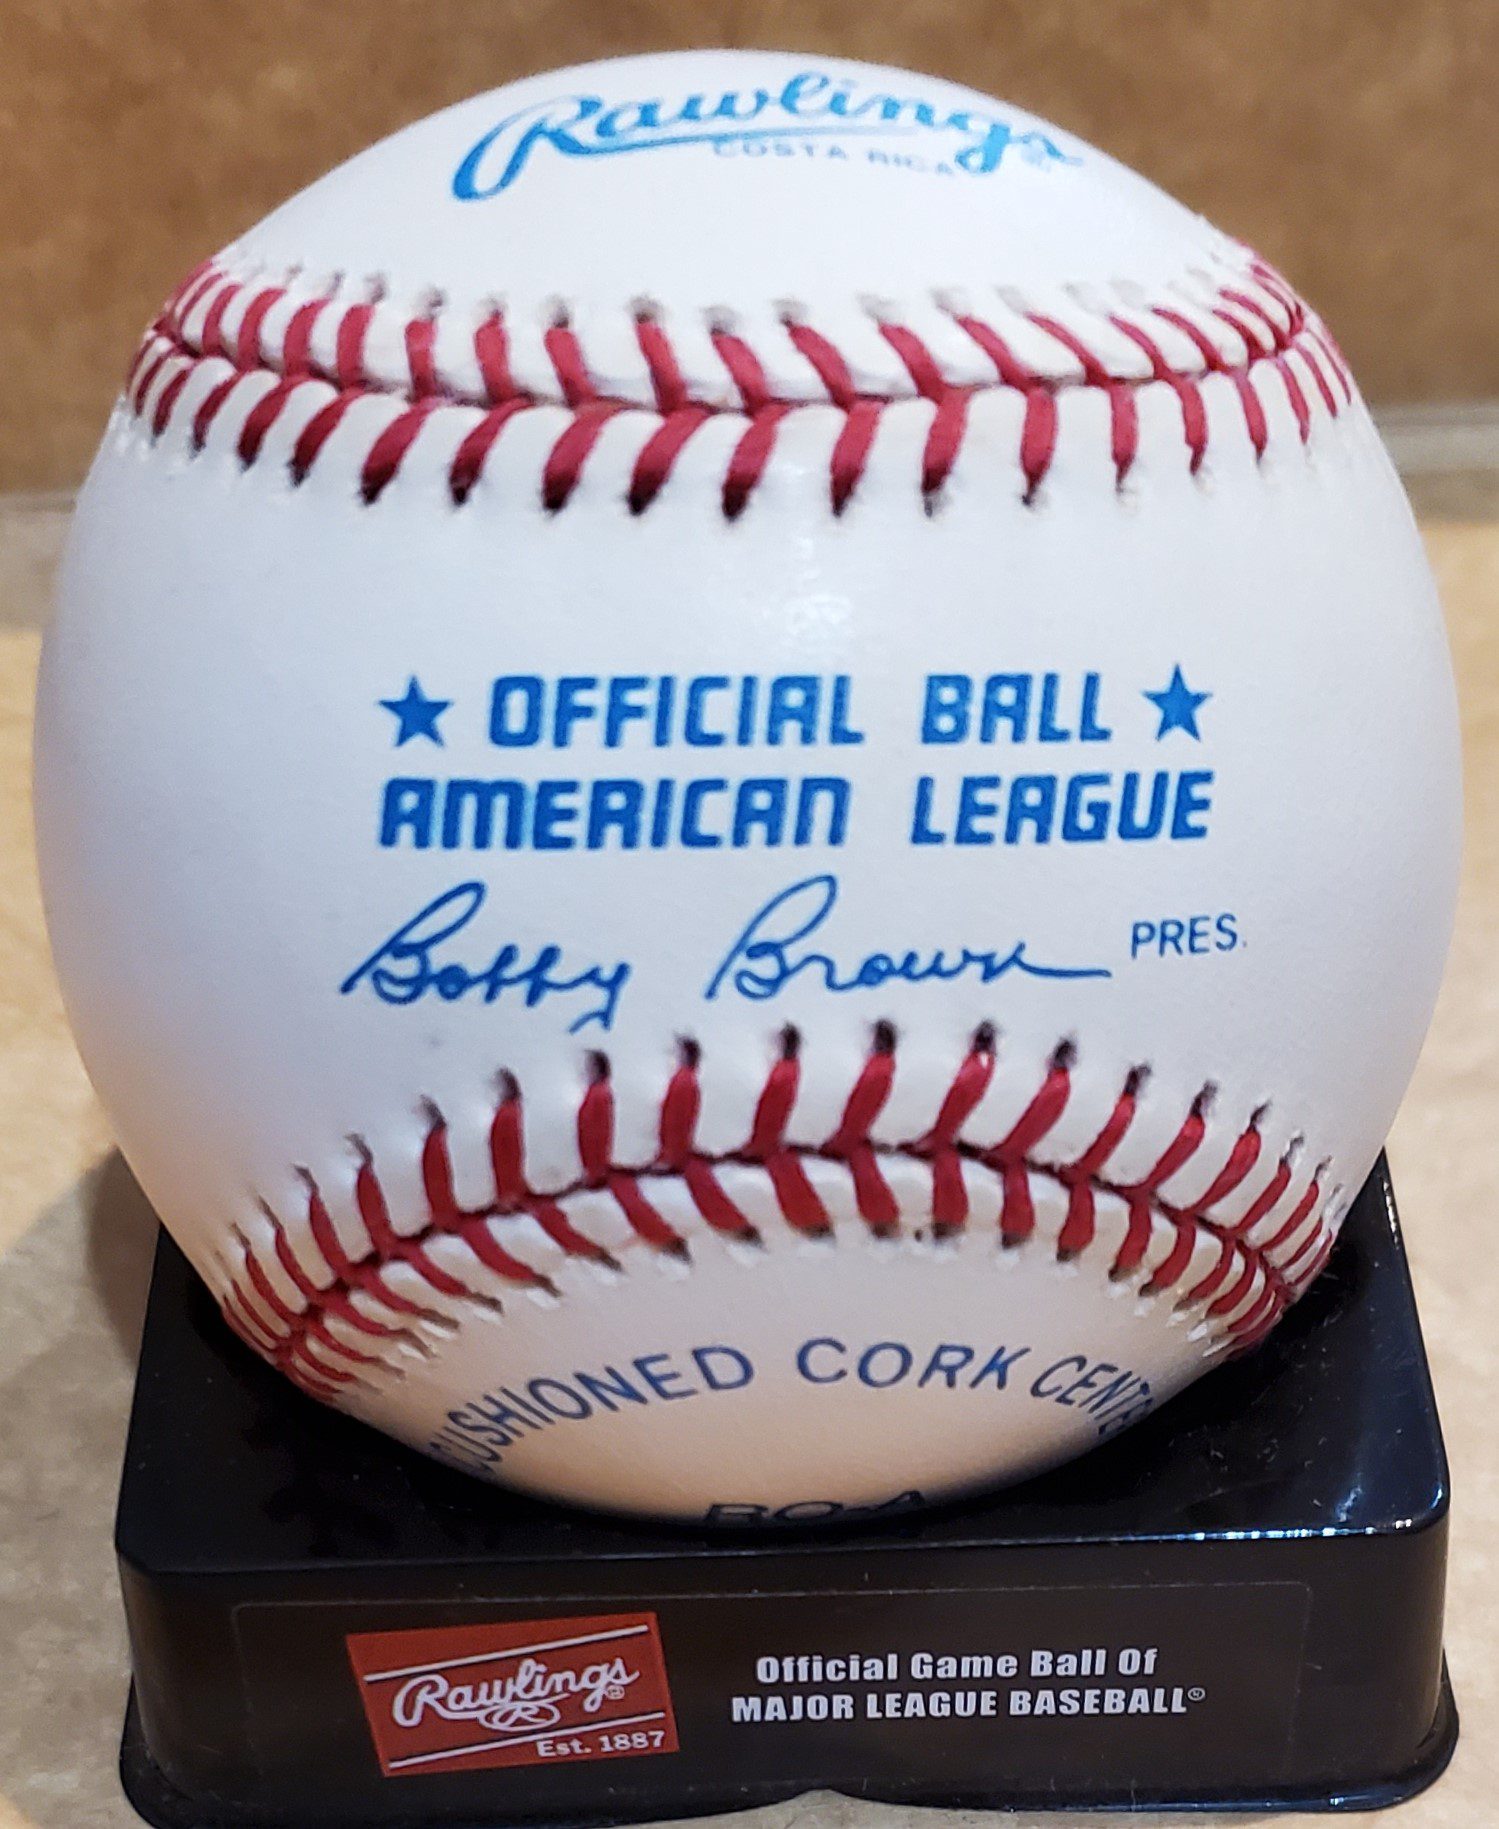 Rawlings
COSTA RICA
★ OFFICIAL BALL ★
AMERICAN LEAGUE
Bobby Brown PRES.
CUSHIONED CORK CENTER
RO-A
Rawlings®
R
Est. 1887
Official Game Ball Of
MAJOR LEAGUE BASEBALL®